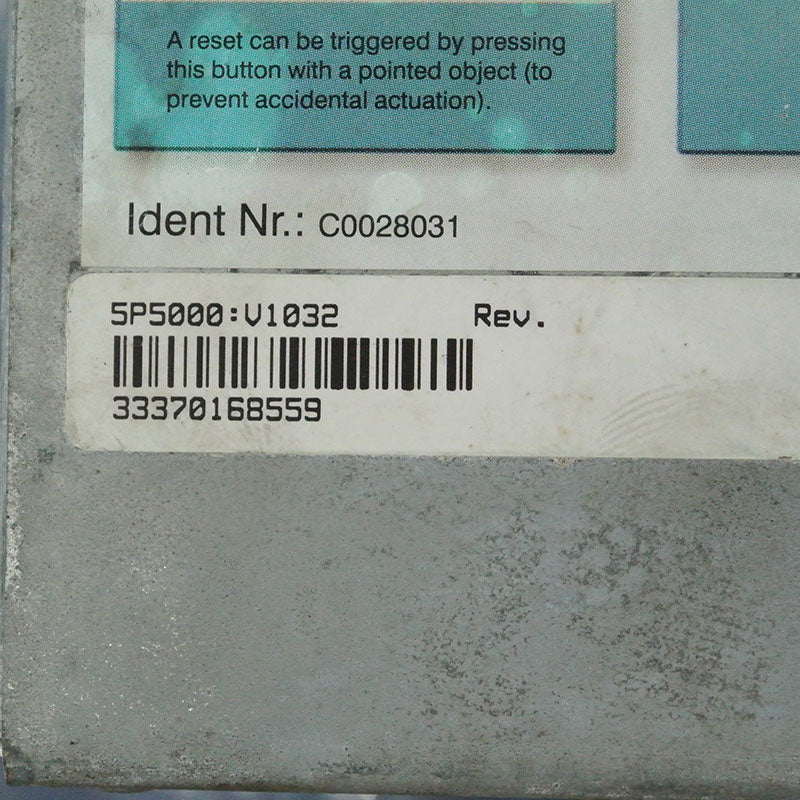 A reset can be triggered by pressing
this button with a pointed object (to
prevent accidental actuation).
Ident Nr.: C0028031
5P5000:V1032 Rev.
33370168559